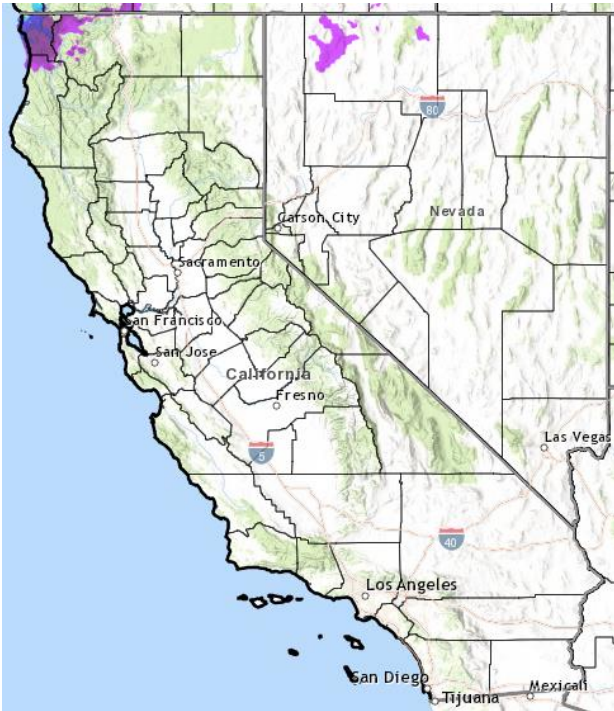 80
Carson City
Nevada
Sacramento
San Francisco
San Jose
California
Fresno
Las Vegas
5
40
Los Angeles
San Diego
Tijuana
Mexicali